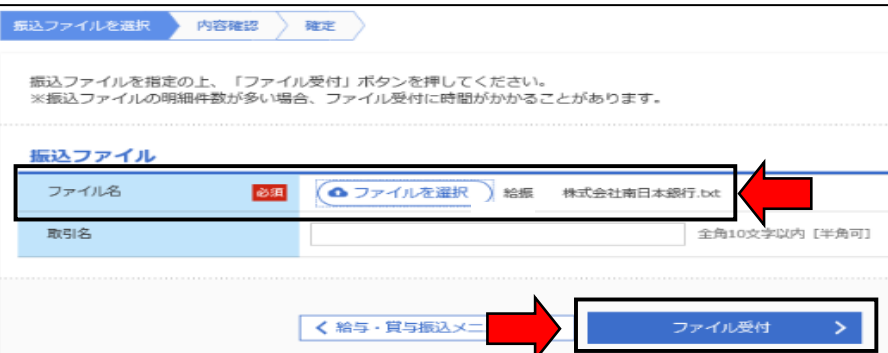 振込ファイルを選択 内容確認 確定
振込ファイルを指定の上、「ファイル受付」ボタンを押してください。
※振込ファイルの明細件数が多い場合、ファイル受付に時間がかかることがあります。
振込ファイル
ファイル名 必須 ファイルを選択 給振 株式会社南日本銀行.txt
取引名 全角10文字以内 [半角可]
給与・賞与振込メニ
ファイル受付